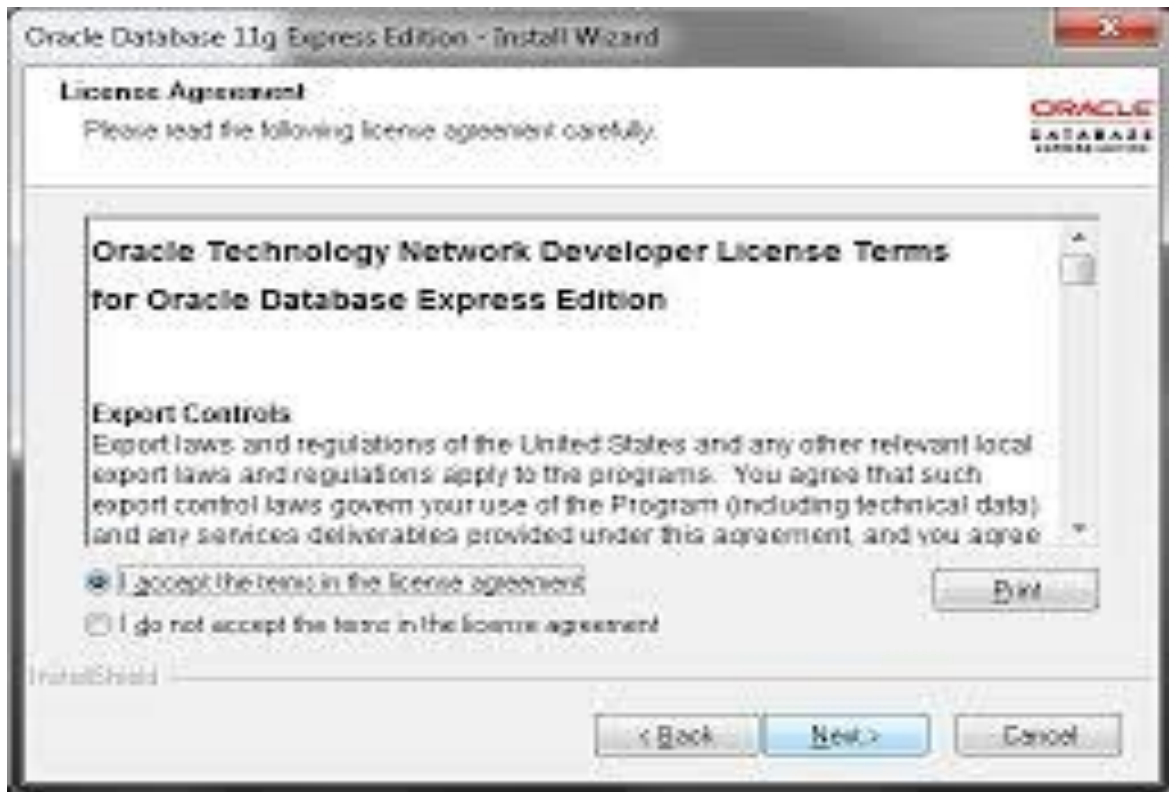 Oracle Database 11g Express Edition - Install Wizard
License Agreement
Please read the following license agreement carefully.
ORACLE
DATABASE
EXPRESS EDITION
Oracle Technology Network Developer License Terms
for Oracle Database Express Edition
Export Controls
Export laws and regulations of the United States and any other relevant local
export laws and regulations apply to the programs. You agree that such
export control laws govern your use of the Program (including technical data)
and any services deliverables provided under this agreement, and you agree
I accept the terms in the license agreement
Print
I do not accept the terms in the license agreement
InstallShield
< Back
Next >
Cancel